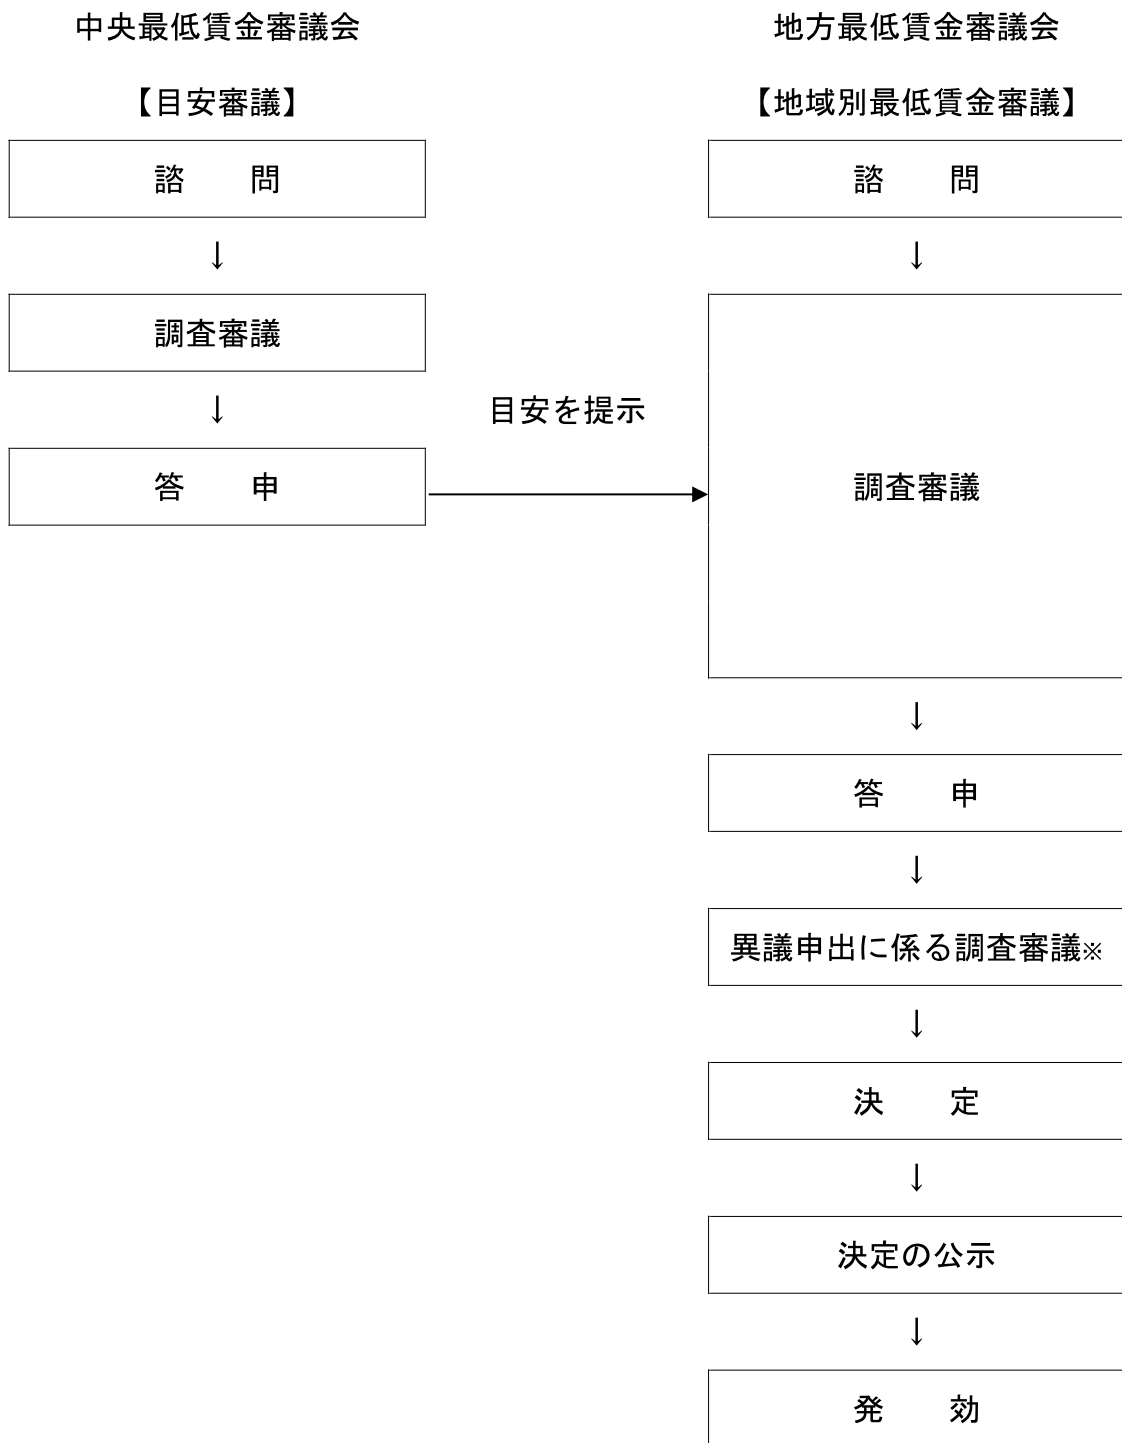 中央最低賃金審議会
【目安審議】
諮　　問
↓
調査審議
↓
答　　申
目安を提示
地方最低賃金審議会
【地域別最低賃金審議】
諮　　問
↓
調査審議
↓
答　　申
↓
異議申出に係る調査審議※
↓
決　　定
↓
決定の公示
↓
発　　効